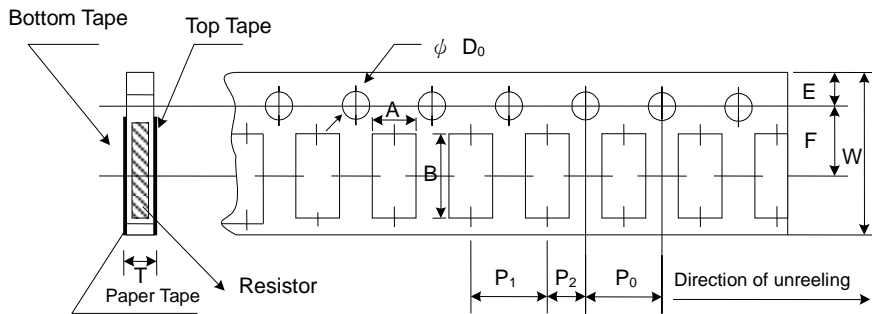 Bottom Tape
Top Tape
ψ D₀
A
E
F
W
B
T
Paper Tape
Resistor
P₁
P₂
P₀
Direction of unreeling